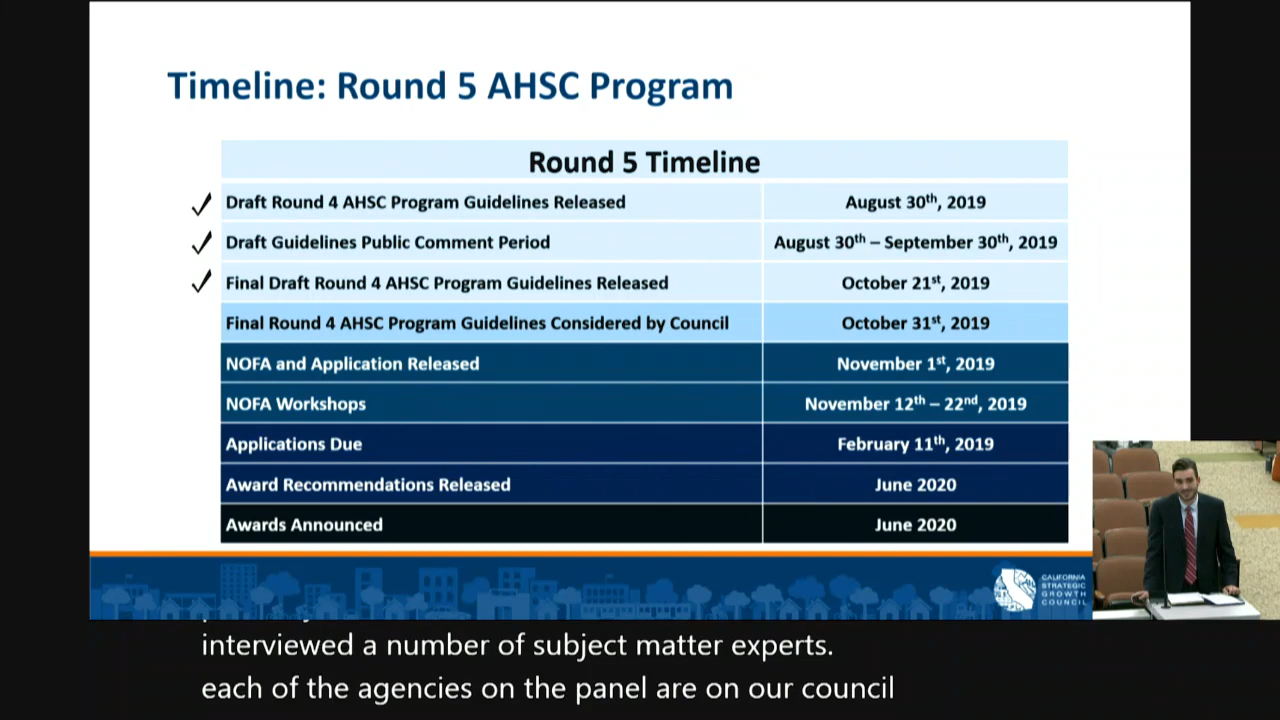 Timeline: Round 5 AHSC Program
Round 5 Timeline
Draft Round 4 AHSC Program Guidelines Released August 30th, 2019
Draft Guidelines Public Comment Period August 30th – September 30th, 2019
Final Draft Round 4 AHSC Program Guidelines Released October 21st, 2019
Final Round 4 AHSC Program Guidelines Considered by Council October 31st, 2019
NOFA and Application Released November 1st, 2019
NOFA Workshops November 12th – 22nd, 2019
Applications Due February 11th, 2019
Award Recommendations Released June 2020
Awards Announced June 2020
CALIFORNIA
STRATEGIC
GROWTH
COUNCIL
interviewed a number of subject matter experts.
each of the agencies on the panel are on our council